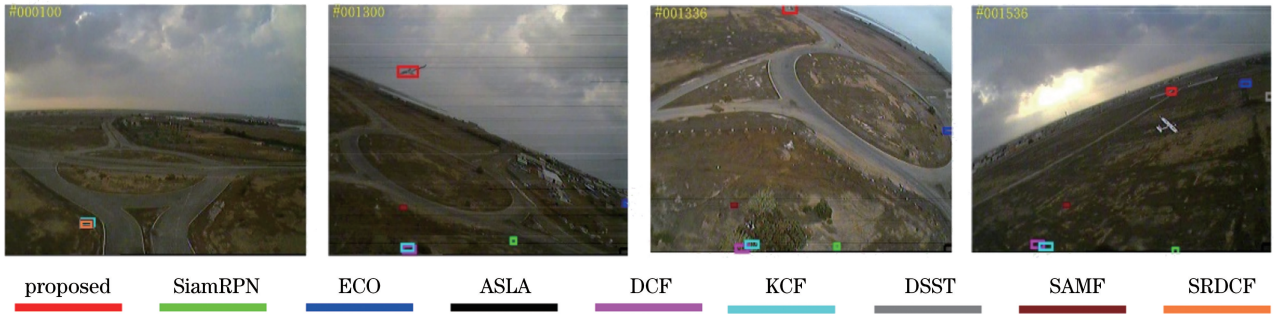 #000100 #001300 #001336 #001536
proposed SiamRPN ECO ASLA DCF KCF DSST SAMF SRDCF